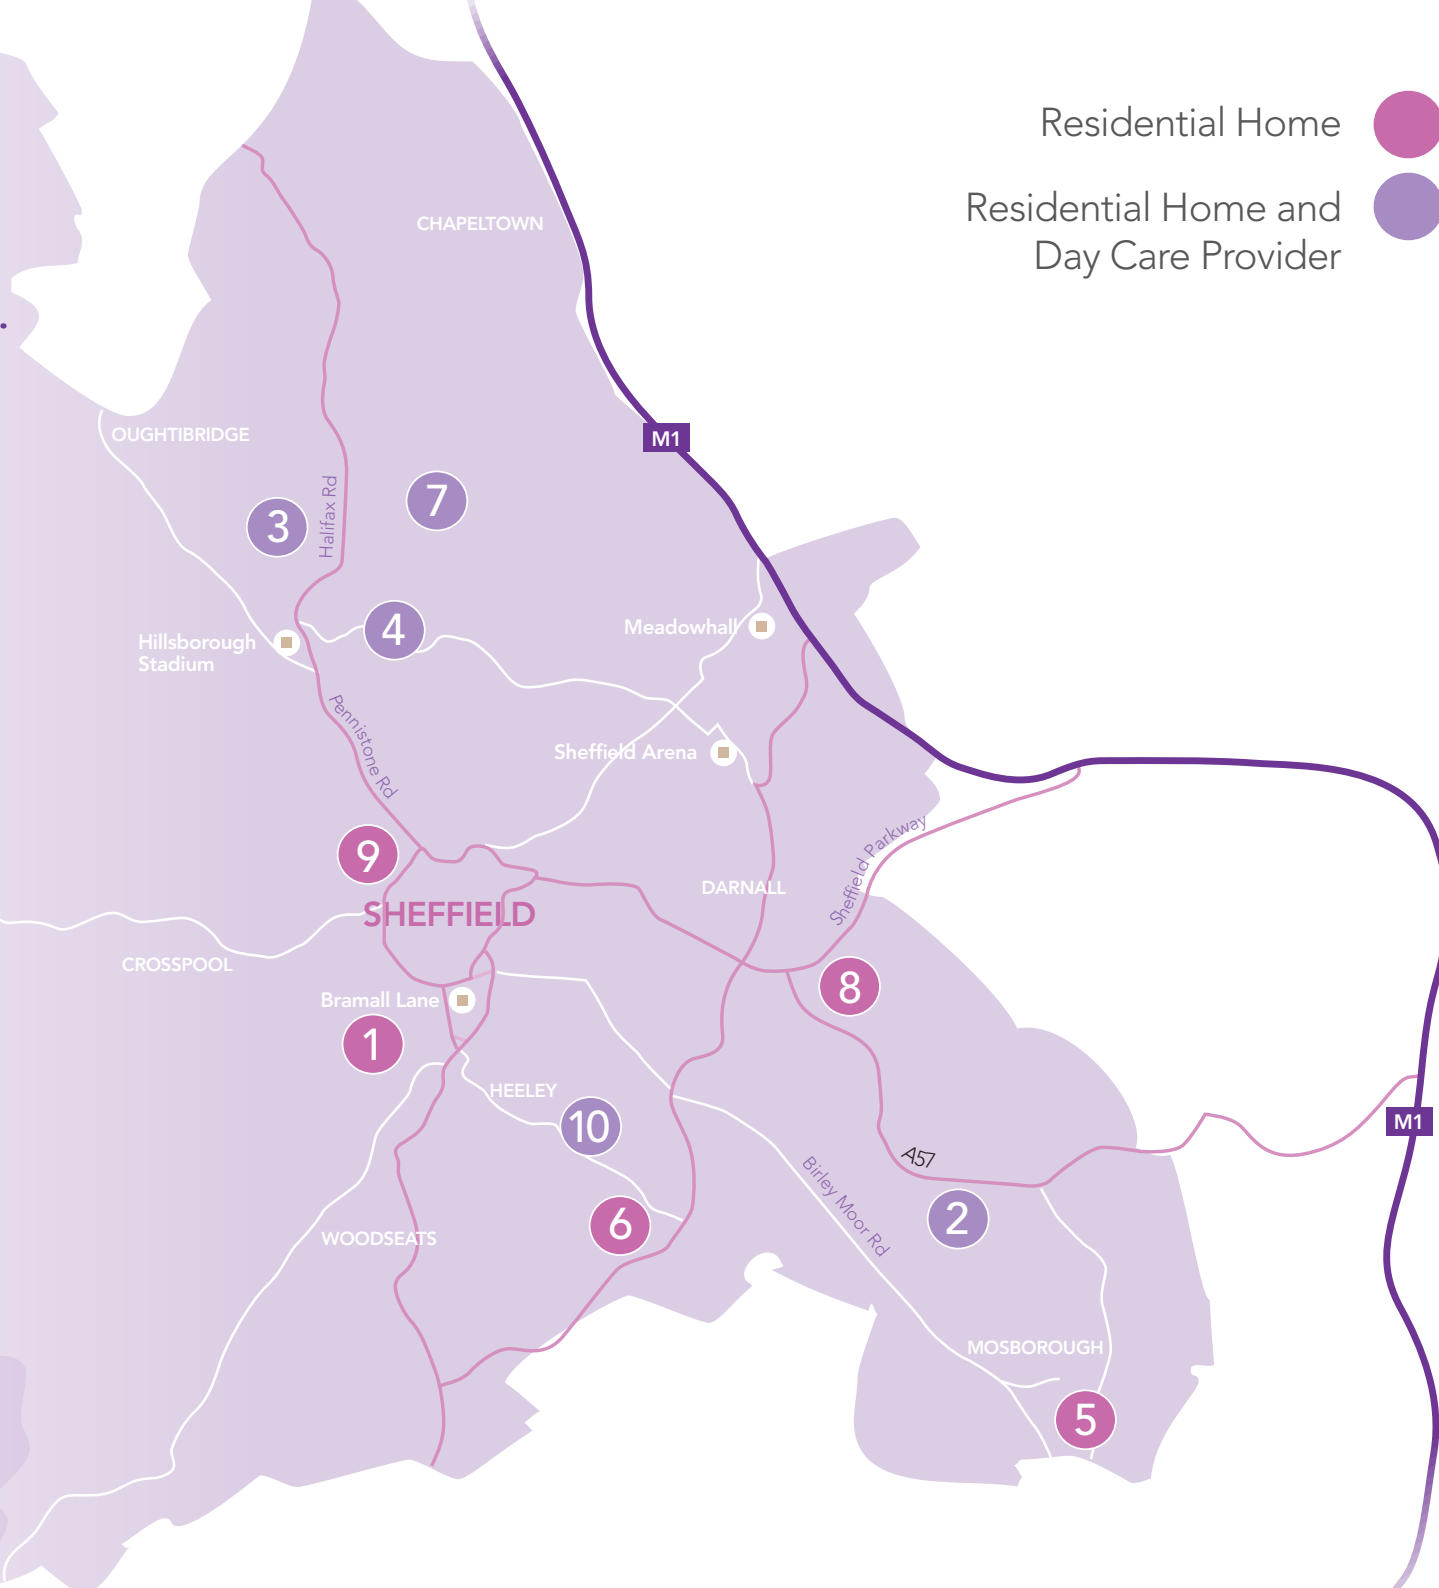 Residential Home
Residential Home and
Day Care Provider
CHAPELTOWN
OUGHTIBRIDGE
M1
7
3
Halifax Rd
4
Meadowhall
Hillsborough
Stadium
Pennistone Rd
Sheffield Arena
Sheffield Parkway
9
DARNALL
SHEFFIELD
CROSSPOOL
8
Bramall Lane
1
HEELEY
10
M1
A57
Birley Moor Rd
2
6
WOODSEATS
MOSBOROUGH
5